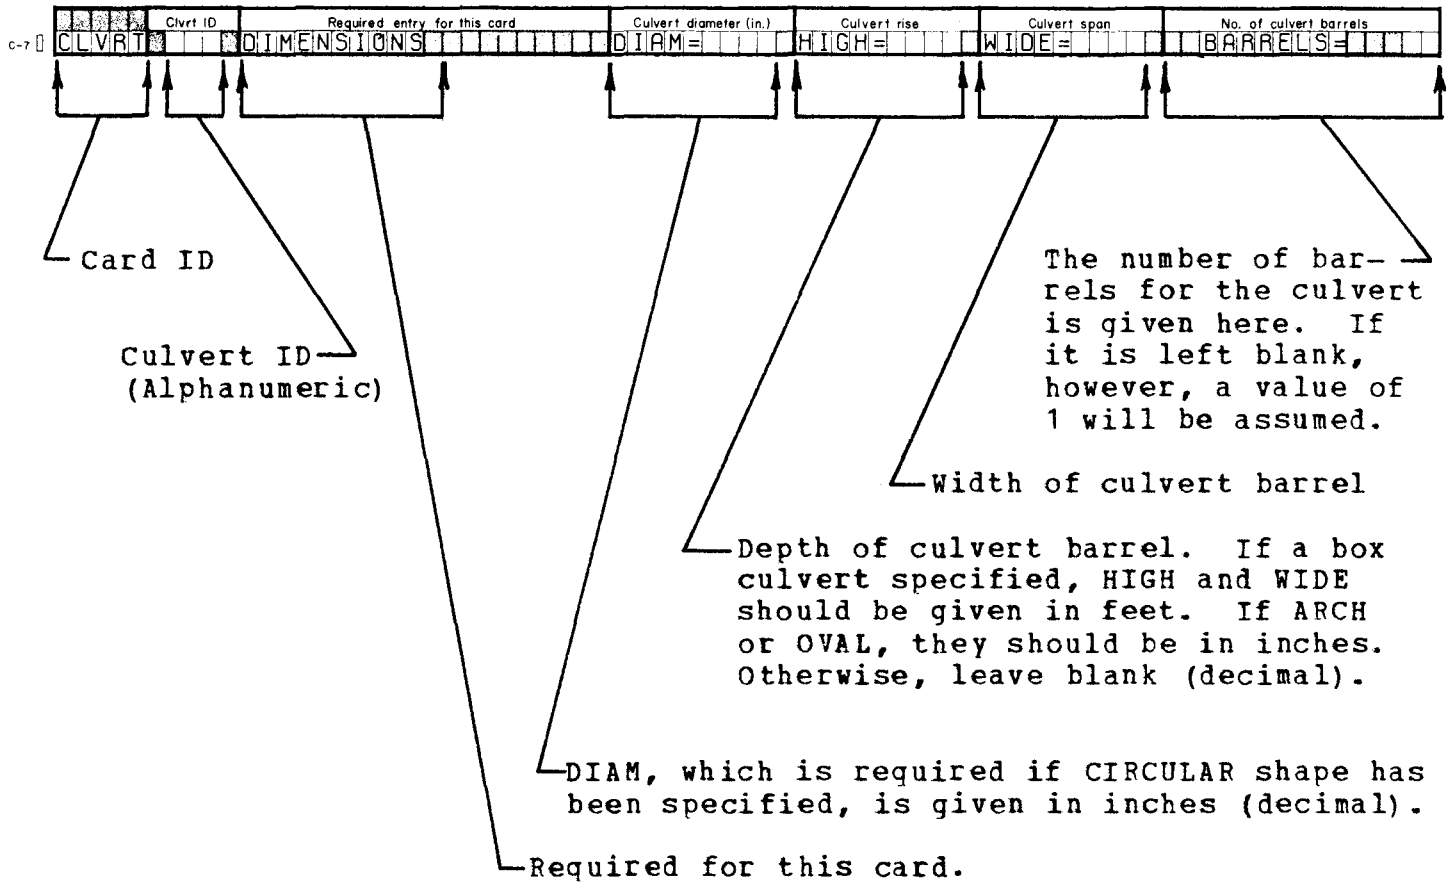 Clvrt ID Required entry for this card Culvert diameter (in.) Culvert rise Culvert span No. of culvert barrels
C-7 CLVRT DIMENSIONS DIAM= HIGH= WIDE= BARRELS=
Card ID
Culvert ID
(Alphanumeric)
The number of bar-
rels for the culvert
is given here. If
it is left blank,
however, a value of
1 will be assumed.
Width of culvert barrel
Depth of culvert barrel. If a box
culvert specified, HIGH and WIDE
should be given in feet. If ARCH
or OVAL, they should be in inches.
Otherwise, leave blank (decimal).
DIAM, which is required if CIRCULAR shape has
been specified, is given in inches (decimal).
Required for this card.